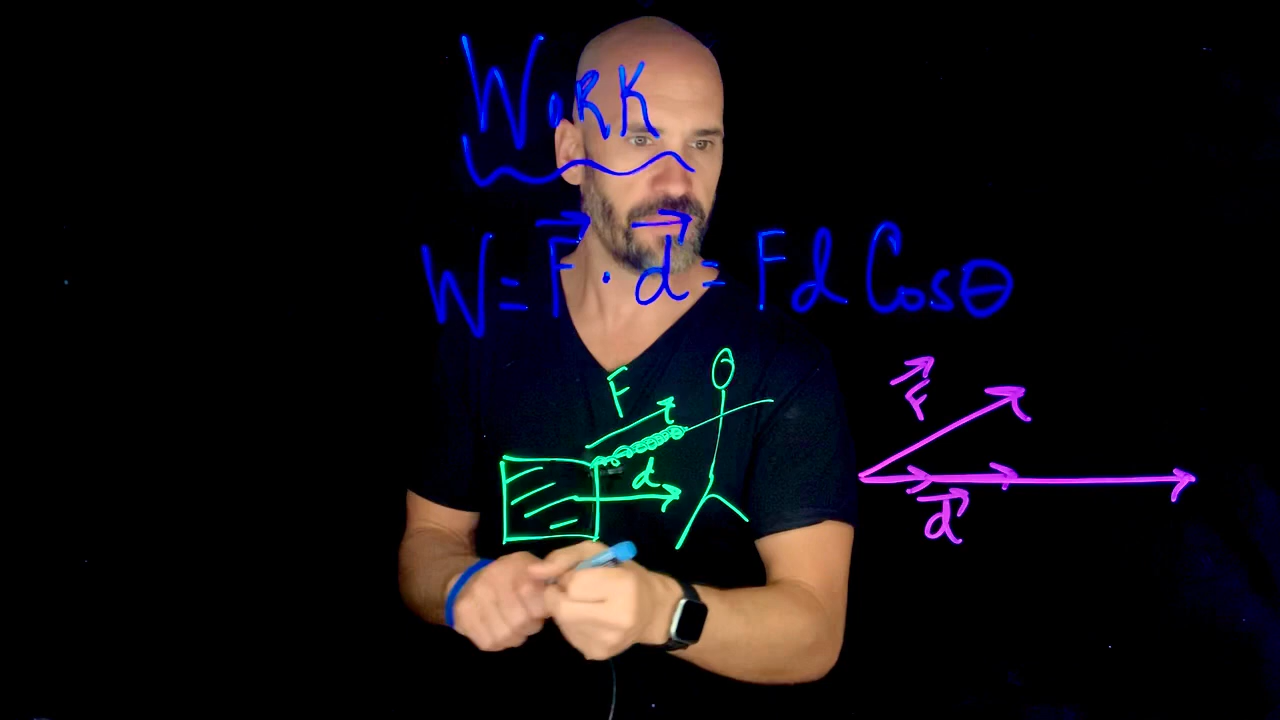 WORK
W = F⃗ · d⃗ = Fd Cosθ
F
d
F⃗
d⃗